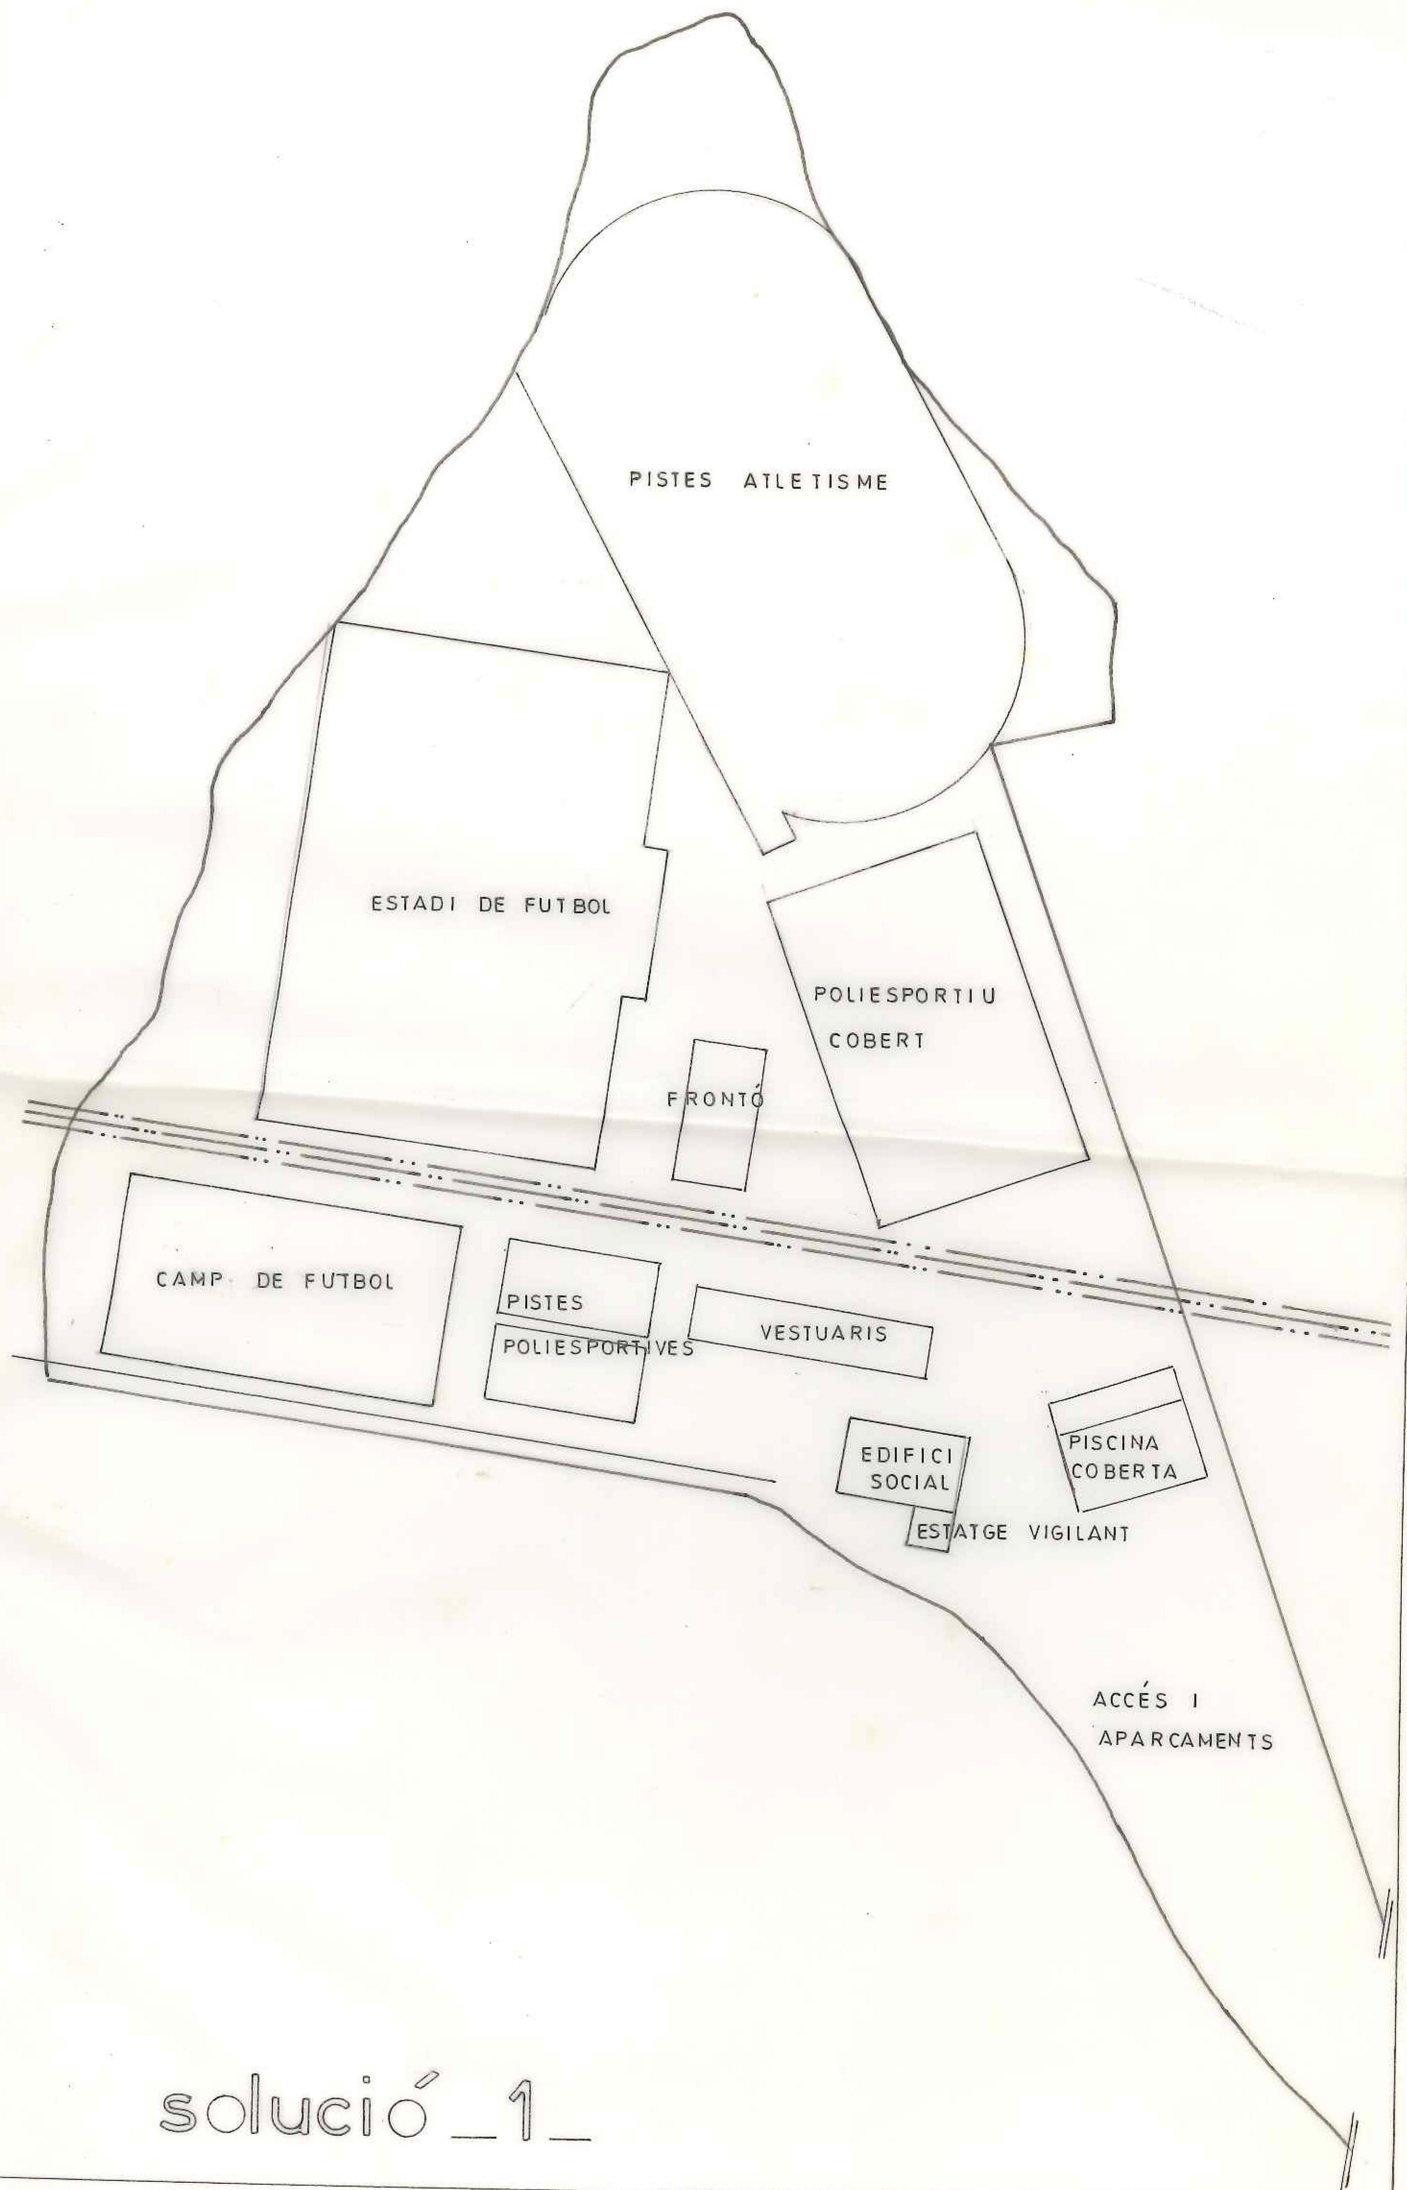 PISTES ATLETISME
ESTADI DE FUTBOL
POLIESPORTIU
COBERT
FRONTÓ
CAMP DE FUTBOL
PISTES
POLIESPORTIVES
VESTUARIS
EDIFICI
SOCIAL
PISCINA
COBERTA
ESTATGE VIGILANT
ACCÉS I
APARCAMENTS
solució _1_